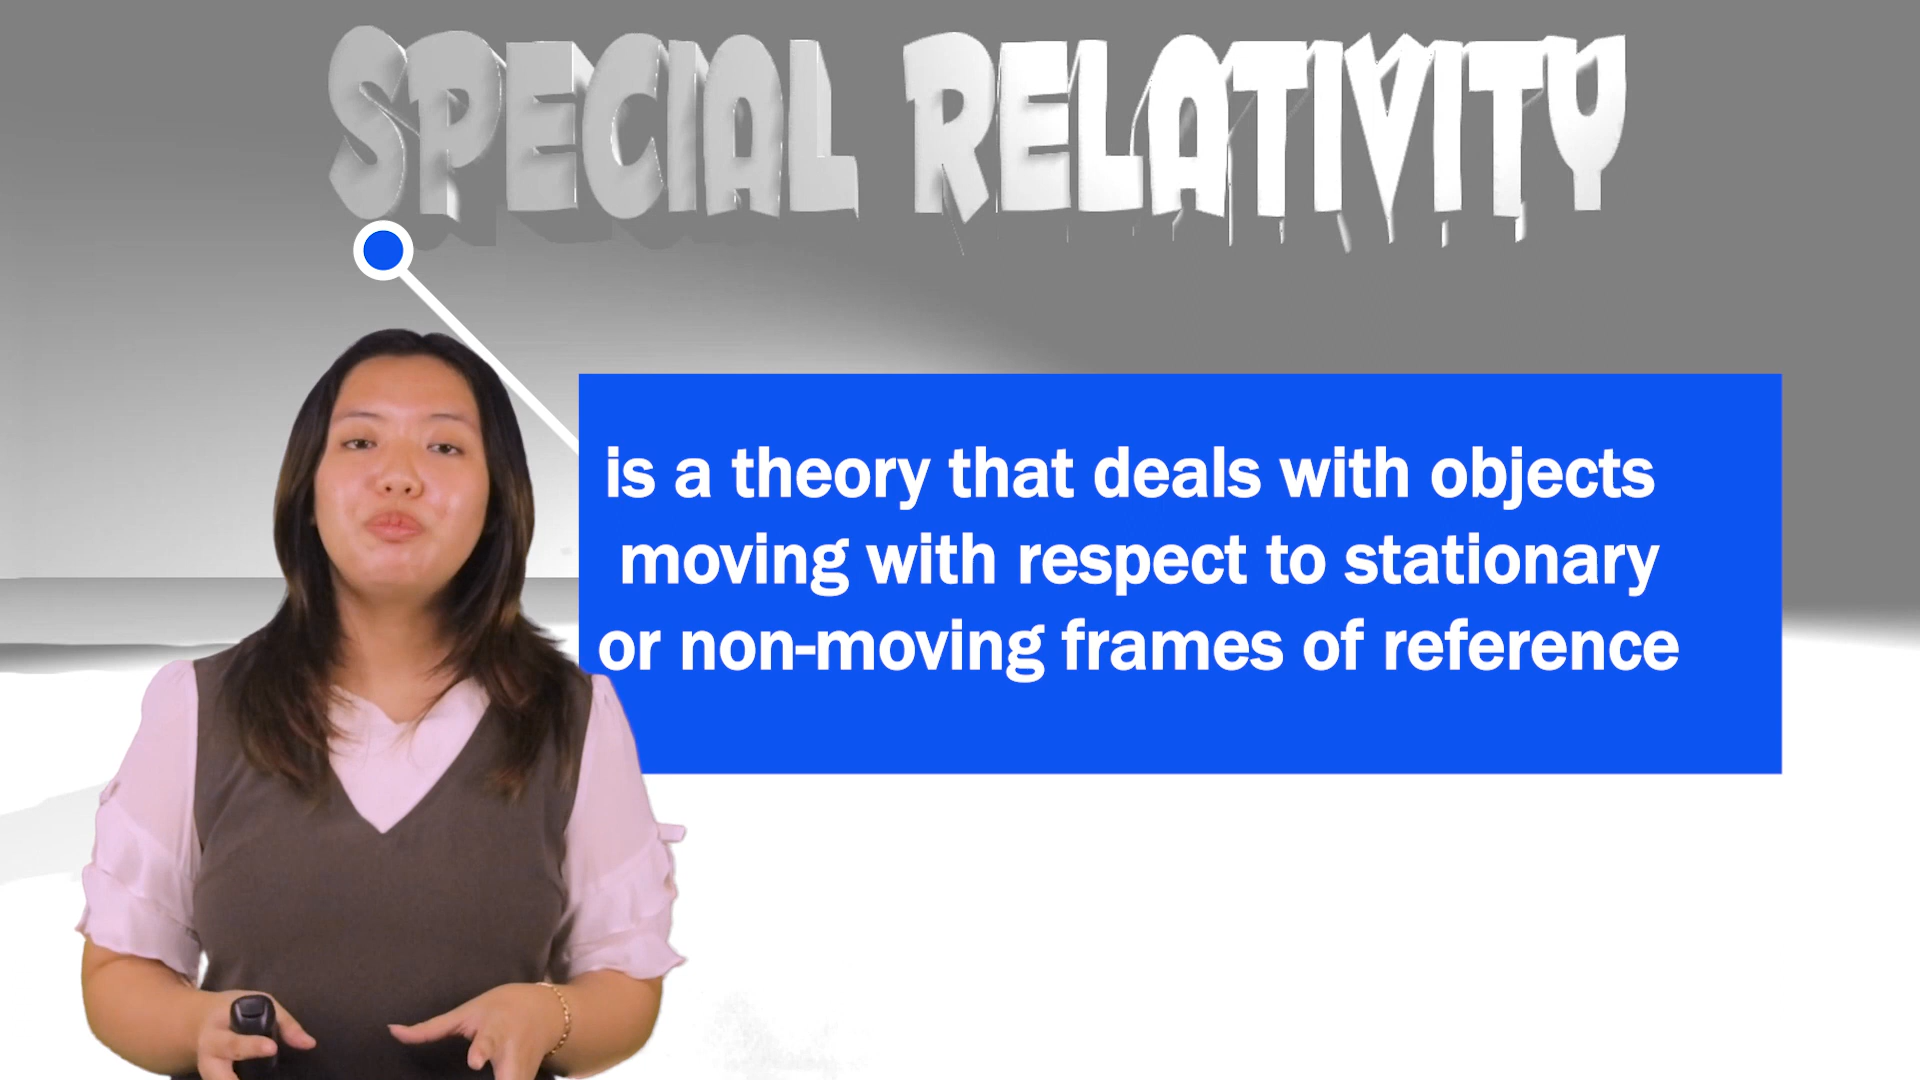 SPECIAL RELATIVITY
is a theory that deals with objects
moving with respect to stationary
or non-moving frames of reference